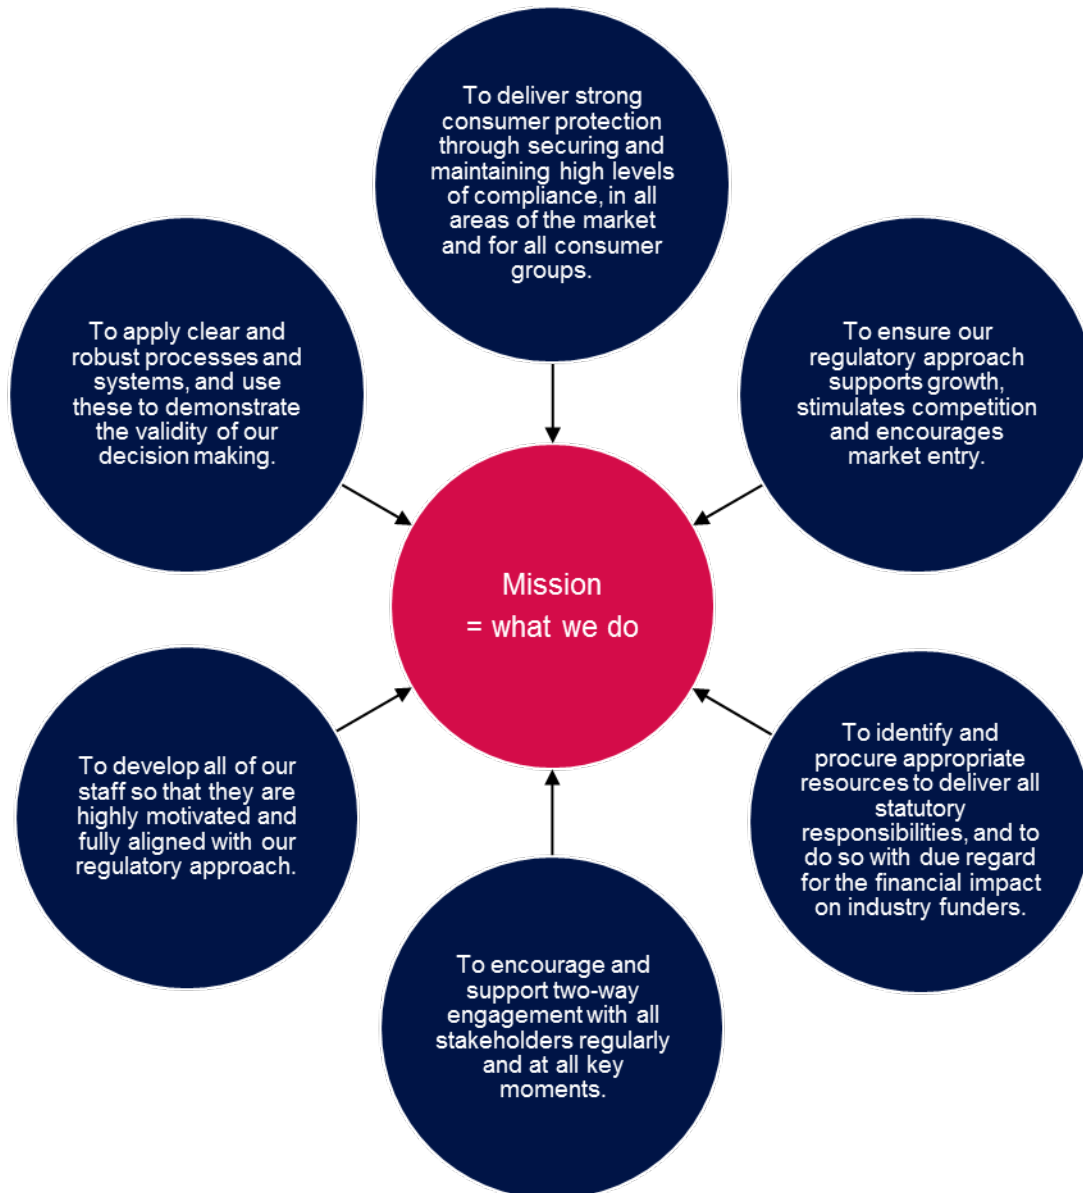 To deliver strong
consumer protection
through securing and
maintaining high levels
of compliance, in all
areas of the market
and for all consumer
groups.
To apply clear and
robust processes and
systems, and use
these to demonstrate
the validity of our
decision making.
To ensure our
regulatory approach
supports growth,
stimulates competition
and encourages
market entry.
Mission
= what we do
To develop all of our
staff so that they are
highly motivated and
fully aligned with our
regulatory approach.
To identify and
procure appropriate
resources to deliver all
statutory
responsibilities, and to
do so with due regard
for the financial impact
on industry funders.
To encourage and
support two-way
engagement with all
stakeholders regularly
and at all key
moments.